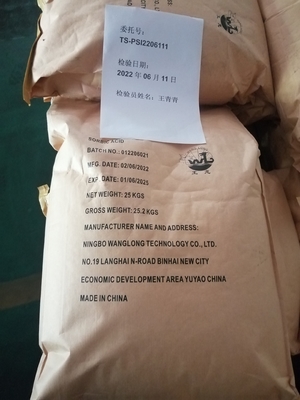 委托号：
TS-PSI2206111
检验日期：
2022 年 06 月 11 日
检验员姓名：王青青
SORBIC ACID
BATCH NO.: 012206021
MFG. DATE: 02/06/2022
EXP. DATE: 01/06/2025
NET WEIGHT: 25 KGS
GROSS WEIGHT: 25.2 KGS
MANUFACTURER NAME AND ADDRESS:
NINGBO WANGLONG TECHNOLOGY CO., LTD.
NO.19 LANGHAI N-ROAD BINHAI NEW CITY
ECONOMIC DEVELOPMENT AREA YUYAO CHINA
MADE IN CHINA